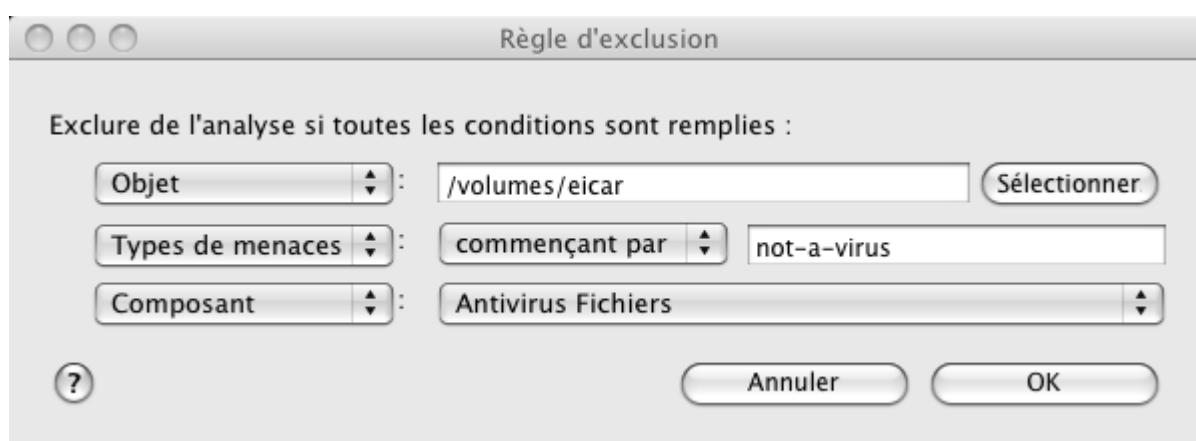 Règle d'exclusion
Exclure de l'analyse si toutes les conditions sont remplies :
Objet : /volumes/eicar Sélectionner
Types de menaces : commençant par not-a-virus
Composant : Antivirus Fichiers
? Annuler OK